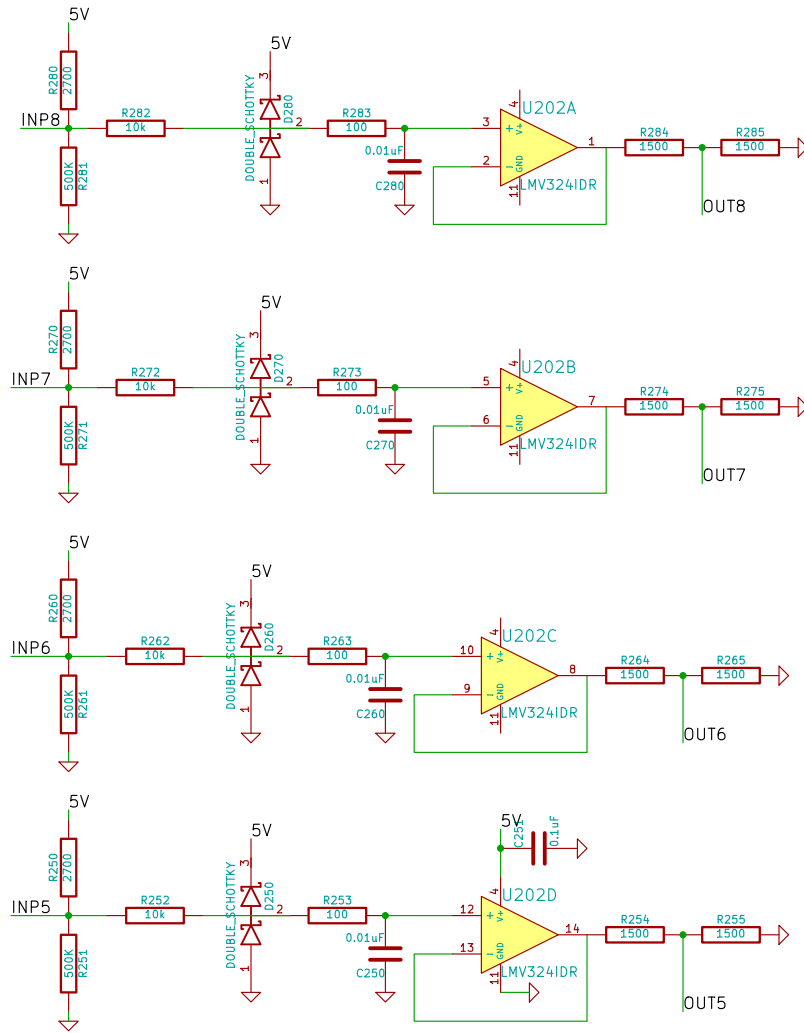 5V
R280
2700
INP8
500K
R281
R282
10k
5V
3
DOUBLE_SCHOTTKY
D280
2
1
R283
100
0.01uF
C280
U202A
4
V+
3
+
2
-
GND
11
1
LMV324IDR
R284
1500
R285
1500
OUT8
5V
R270
2700
INP7
500K
R271
R272
10k
5V
3
DOUBLE_SCHOTTKY
D270
2
1
R273
100
0.01uF
C270
U202B
4
V+
5
+
6
-
GND
11
7
LMV324IDR
R274
1500
R275
1500
OUT7
5V
R260
2700
INP6
500K
R261
R262
10k
5V
3
DOUBLE_SCHOTTKY
D260
2
1
R263
100
0.01uF
C260
U202C
4
V+
10
+
9
-
GND
11
8
LMV324IDR
R264
1500
R265
1500
OUT6
5V
R250
2700
INP5
500K
R251
R252
10k
5V
3
DOUBLE_SCHOTTKY
D250
2
1
R253
100
0.01uF
C250
5V
C251
0.1uF
U202D
4
V+
12
+
13
-
GND
11
14
LMV324IDR
R254
1500
R255
1500
OUT5